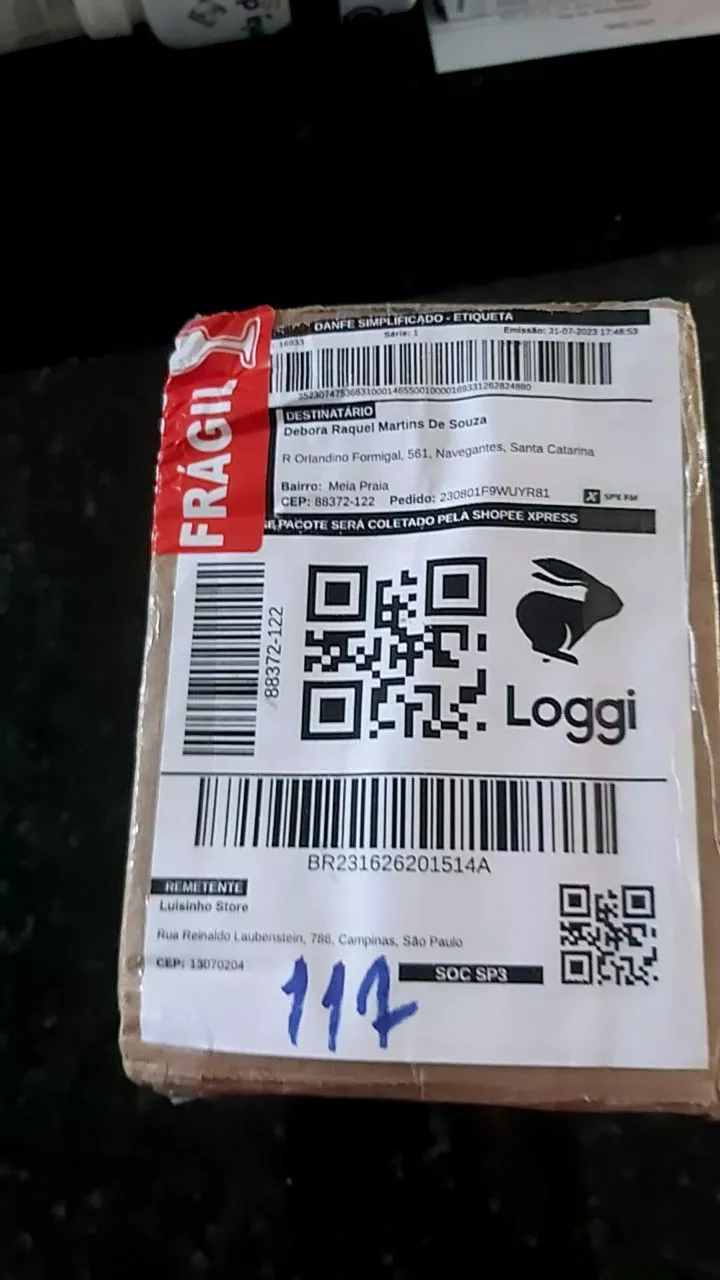 FRÁGIL
DANFE SIMPLIFICADO - ETIQUETA
16933 Série: 1 Emissão: 31-07-2023 17:48:53
DESTINATÁRIO
Debora Raquel Martins De Souza
R Orlandino Formigal, 561, Navegantes, Santa Catarina
Bairro: Meia Praia
CEP: 88372-122 Pedido: 230801F9WUYR81 SPX FM
PACOTE SERÁ COLETADO PELA SHOPEE XPRESS
88372-122
Loggi
BR231626201514A
REMETENTE
Luisinho Store
Rua Reinaldo Laubenstein, 786, Campinas, São Paulo
CEP: 13070204
SOC SP3
117